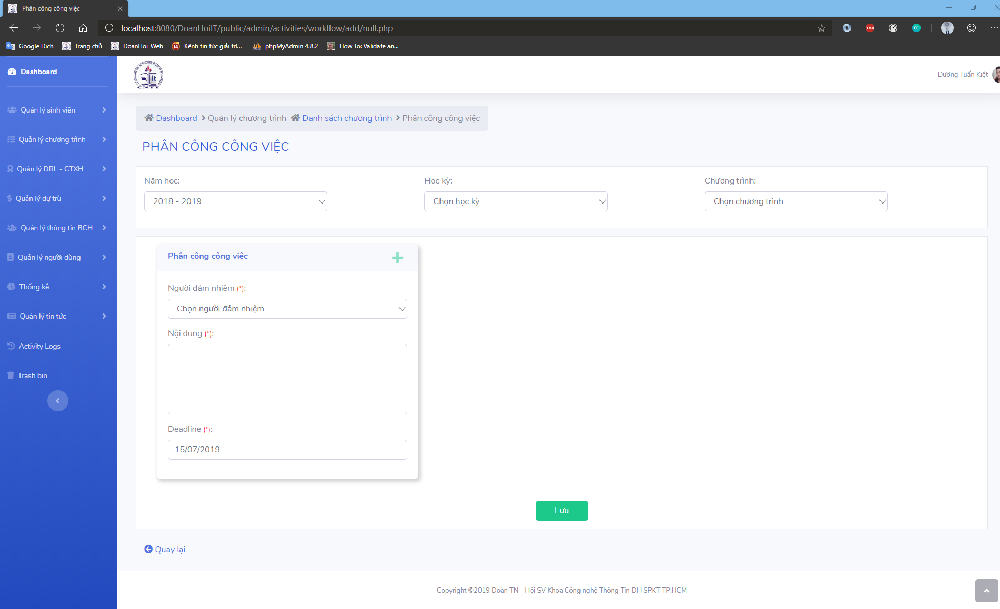 Phân công công việc
localhost:8080/DoanHoiIT/public/admin/activities/workflow/add/null.php
YAB
m
Google Dịch
Trang chủ
DoanHoi_Web
14
Kênh tin tức giải trí...
phpMyAdmin 4.8.2
How To: Validate an...
Dashboard
Quản lý sinh viên
Quản lý chương trình
Quản lý DRL - CTXH
Quản lý dự trù
Quản lý thông tin BCH
Quản lý người dùng
Thống kê
Quản lý tin tức
Activity Logs
Trash bin
it
CNTT
Dương Tuấn Kiệt
Dashboard > Quản lý chương trình Danh sách chương trình > Phân công công việc
PHÂN CÔNG CÔNG VIỆC
Năm học:
2018 - 2019
Học kỳ:
Chọn học kỳ
Chương trình:
Chọn chương trình
Phân công công việc
Người đảm nhiệm (*):
Chọn người đảm nhiệm
Nội dung (*):
Deadline (*):
15/07/2019
Lưu
Quay lại
Copyright ©2019 Đoàn TN - Hội SV Khoa Công nghệ Thông Tin ĐH SPKT TP.HCM